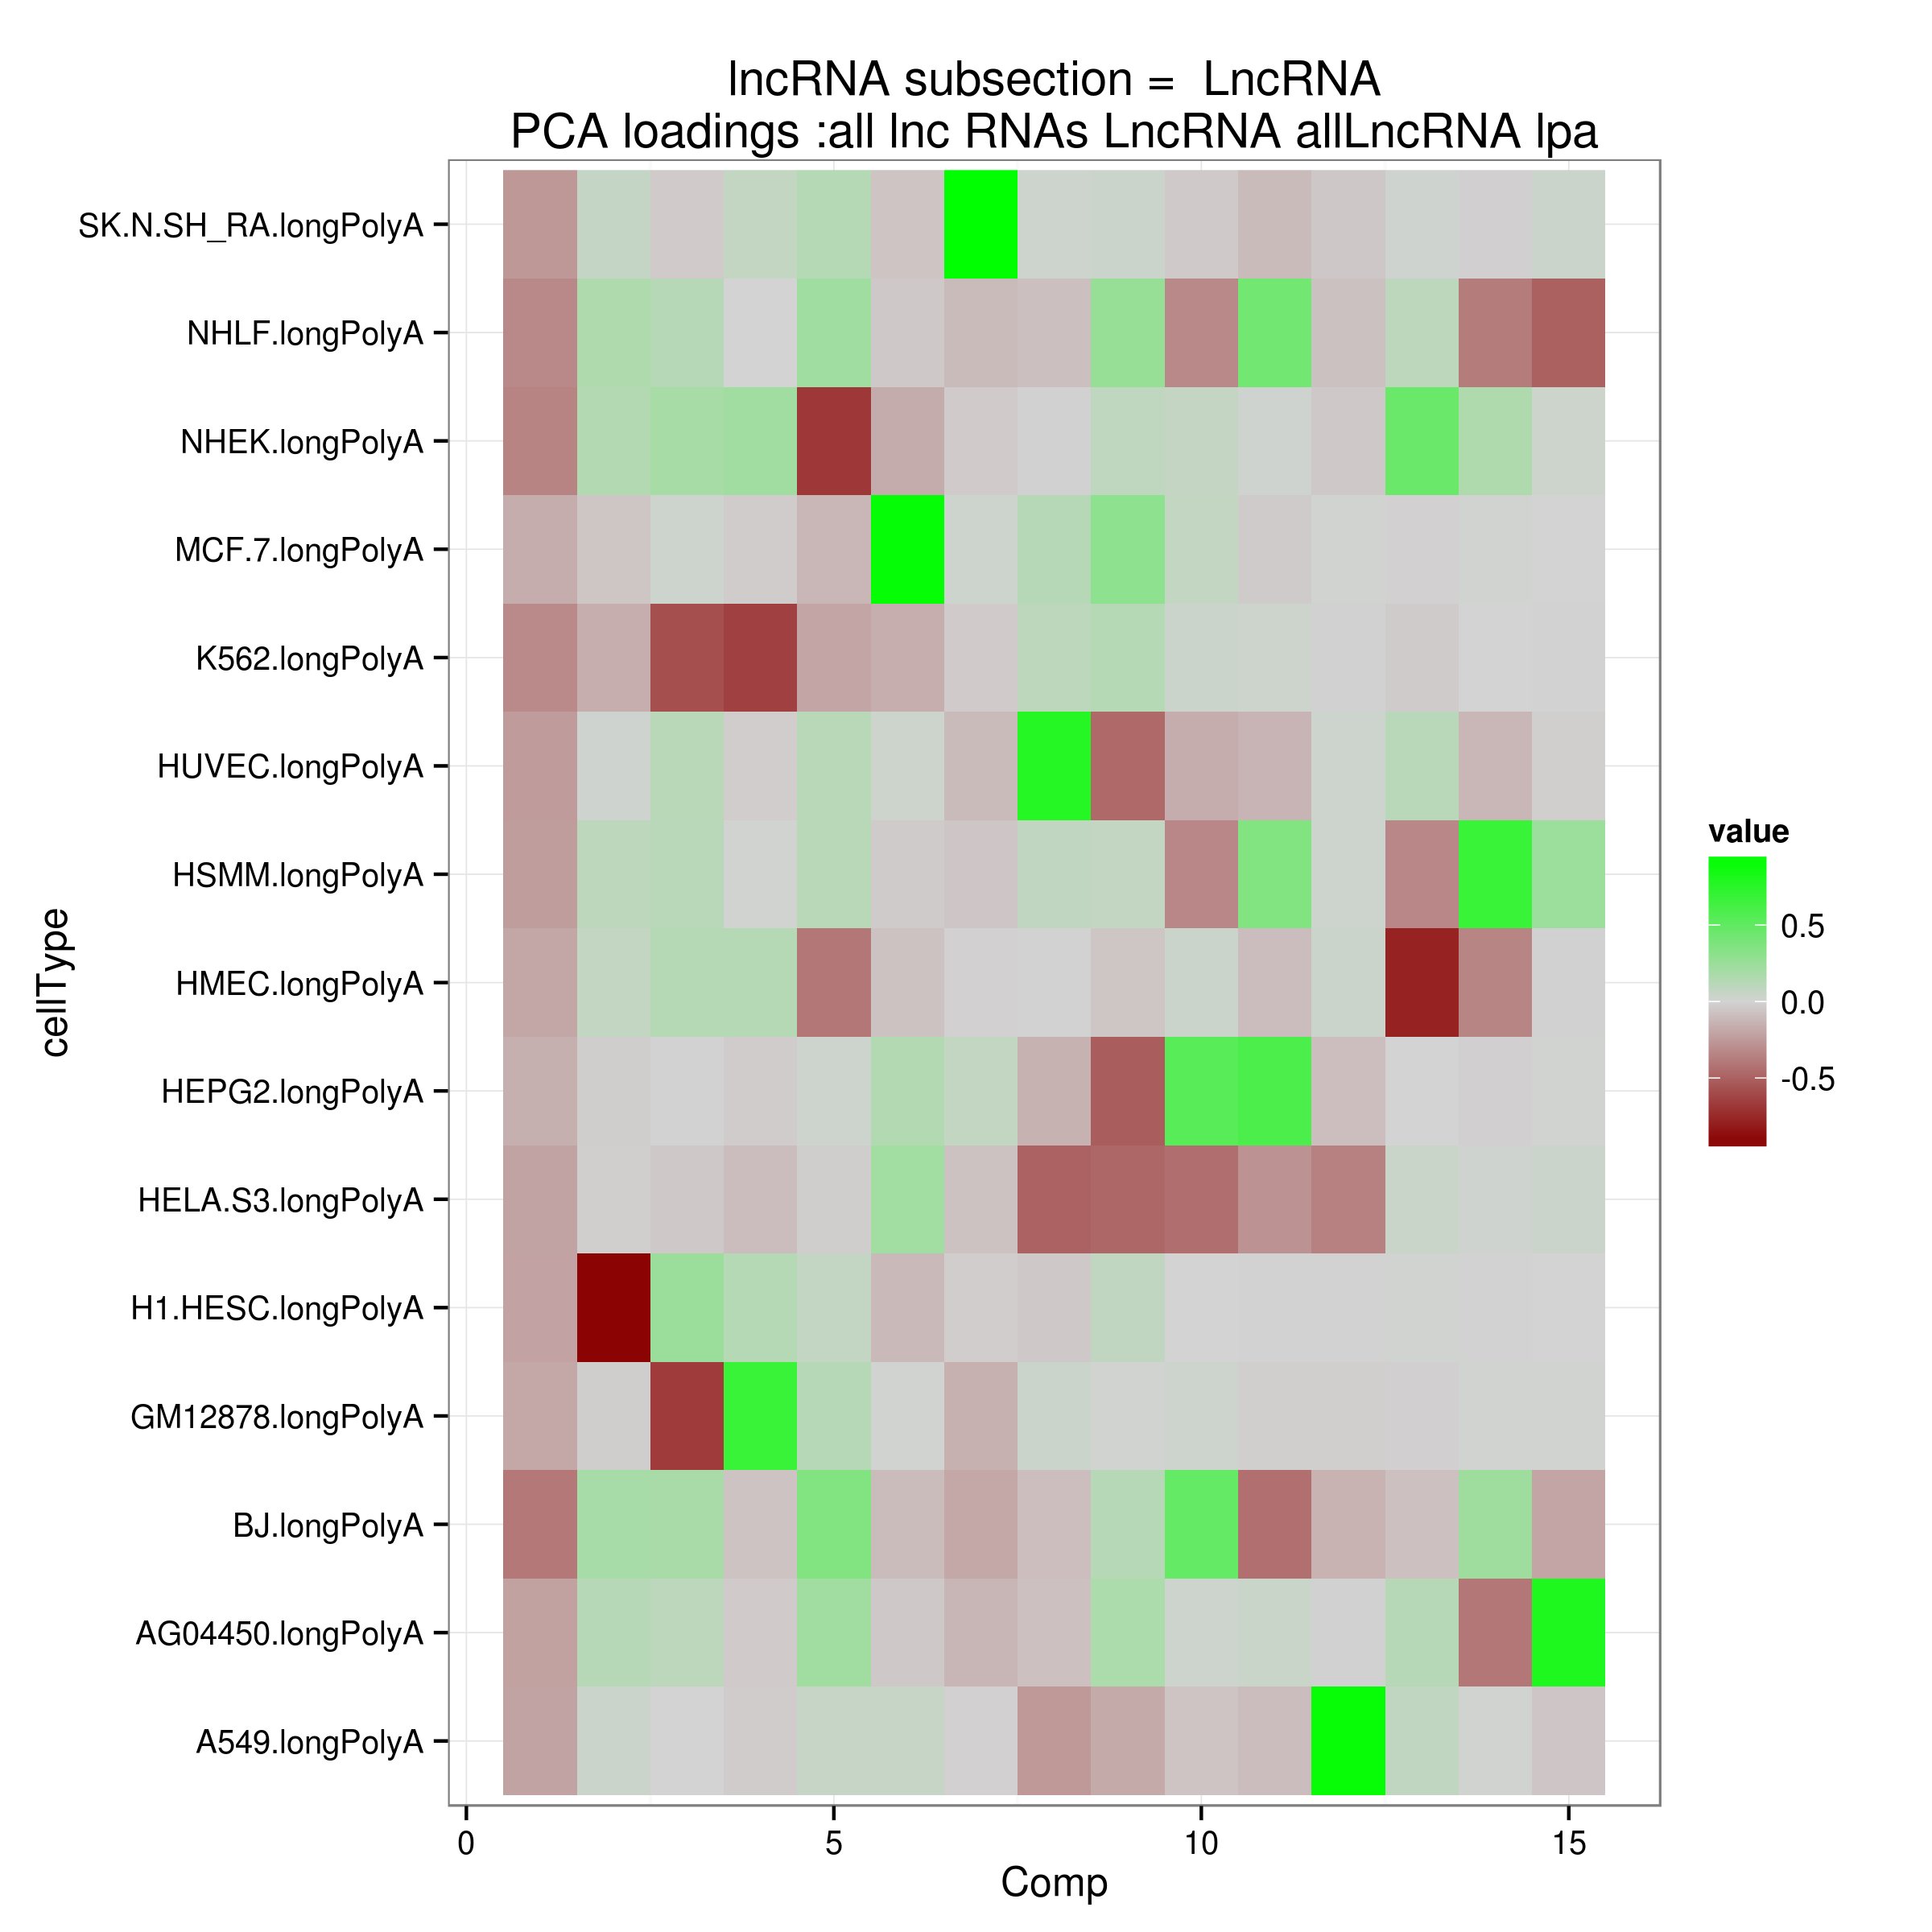 lncRNA subsection =  LncRNA
PCA loadings :all lnc RNAs LncRNA allLncRNA lpa
SK.N.SH_RA.longPolyA
NHLF.longPolyA
NHEK.longPolyA
MCF.7.longPolyA
K562.longPolyA
HUVEC.longPolyA
HSMM.longPolyA
HMEC.longPolyA
HEPG2.longPolyA
HELA.S3.longPolyA
H1.HESC.longPolyA
GM12878.longPolyA
BJ.longPolyA
AG04450.longPolyA
A549.longPolyA
cellType
0 5 10 15
Comp
value
0.5
0.0
-0.5